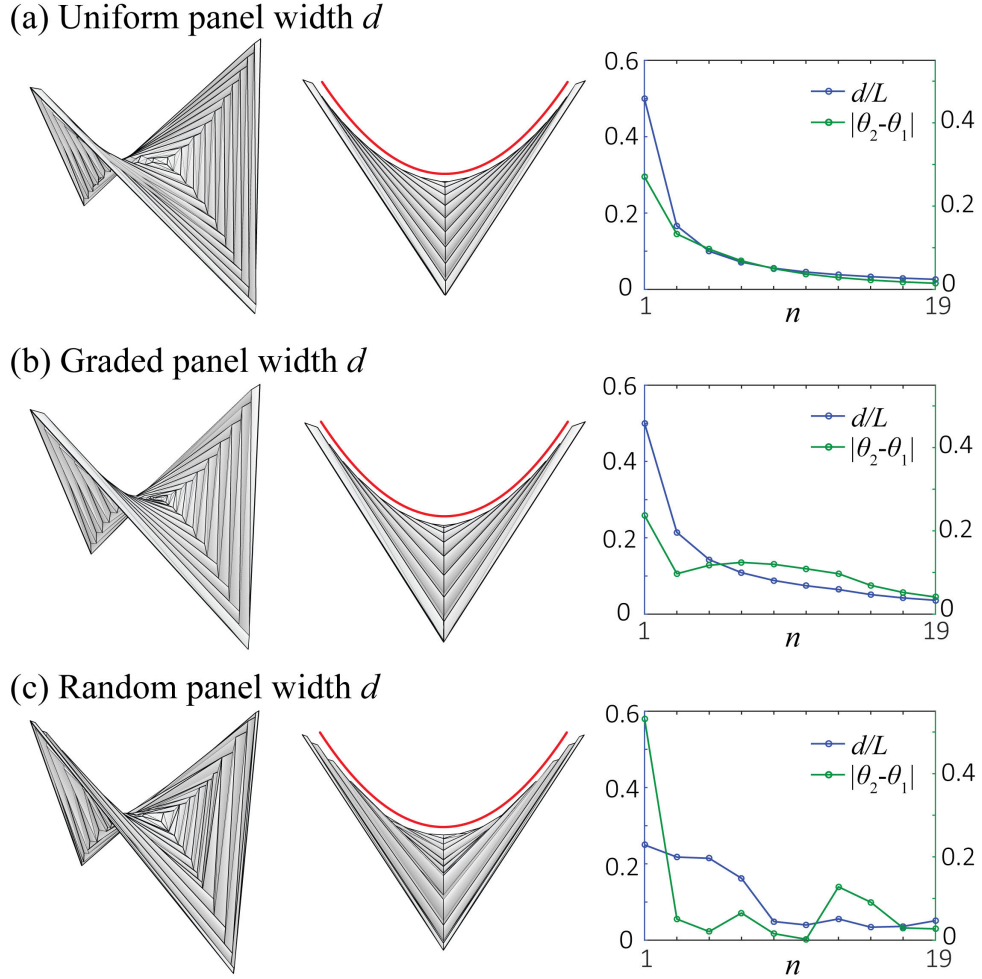 (a) Uniform panel width d
0.6
0.4
0.2
0
d/L
|θ₂-θ₁|
0.4
0.2
0
1
n
19
(b) Graded panel width d
0.6
0.4
0.2
0
d/L
|θ₂-θ₁|
0.4
0.2
0
1
n
19
(c) Random panel width d
0.6
0.4
0.2
0
d/L
|θ₂-θ₁|
0.4
0.2
0
1
n
19